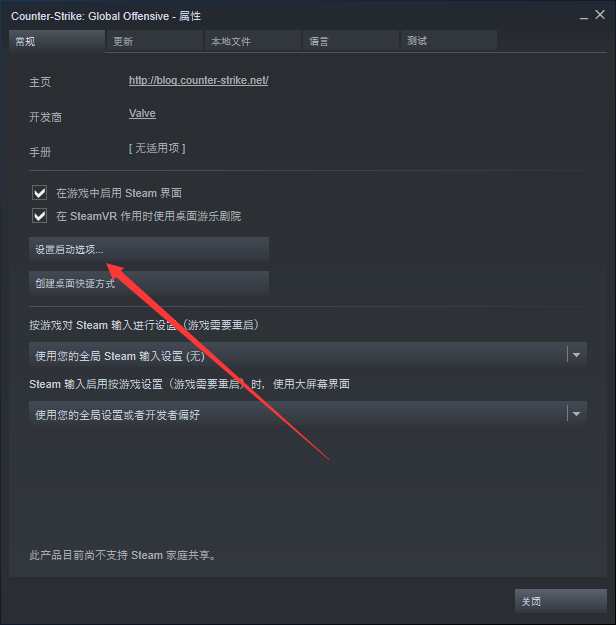 Counter-Strike: Global Offensive - 属性
常规 更新 本地文件 语言 测试
主页 http://blog.counter-strike.net/
开发商 Valve
手册 [ 无适用项 ]
在游戏中启用 Steam 界面
在 SteamVR 作用时使用桌面游乐剧院
设置启动选项...
创建桌面快捷方式
按游戏对 Steam 输入进行设置（游戏需要重启）
使用您的全局 Steam 输入设置 (无)
Steam 输入启用按游戏设置（游戏需要重启）时，使用大屏幕界面
使用您的全局设置或者开发者偏好
此产品目前尚不支持 Steam 家庭共享。
关闭